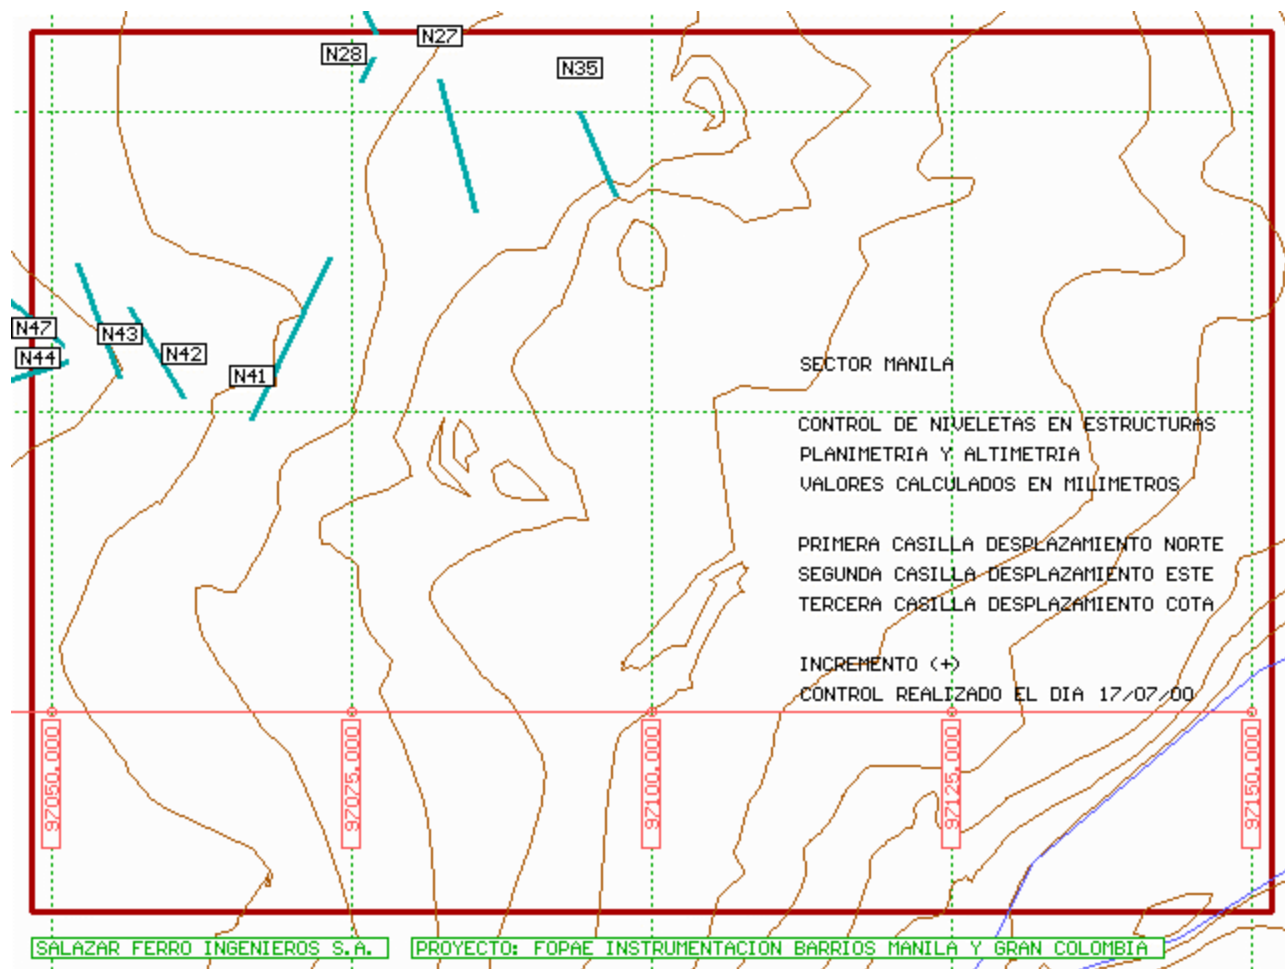 N27
N28
N35
N47
N43
N44
N42
N41
SECTOR MANILA
CONTROL DE NIVELETAS EN ESTRUCTURAS
PLANIMETRIA Y ALTIMETRIA
VALORES CALCULADOS EN MILIMETROS
PRIMERA CASILLA DESPLAZAMIENTO NORTE
SEGUNDA CASILLA DESPLAZAMIENTO ESTE
TERCERA CASILLA DESPLAZAMIENTO COTA
INCREMENTO (+)
CONTROL REALIZADO EL DIA 17/07/00
97050.000
97025.000
97100.000
97125.000
97150.000
SALAZAR FERRO INGENIEROS S.A.
PROYECTO: FOPAE INSTRUMENTACION BARRIOS MANILA Y GRAN COLOMBIA